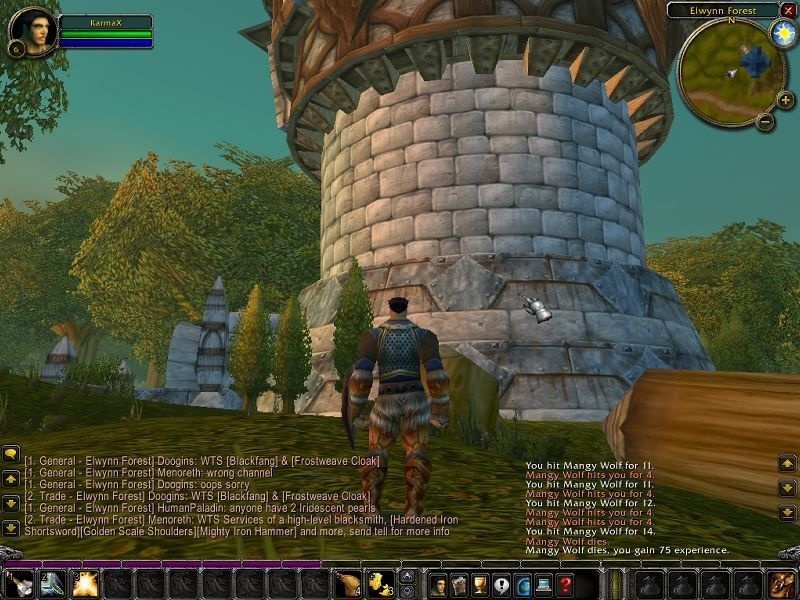 KarmaX
6
Elwynn Forest
N
[1. General - Elwynn Forest] Doogins: WTS [Blackfang] & [Frostweave Cloak]
[1. General - Elwynn Forest] Menoreth: wrong channel
[1. General - Elwynn Forest] Doogins: oops sorry
[2. Trade - Elwynn Forest] Doogins: WTS [Blackfang] & [Frostweave Cloak]
[1. General - Elwynn Forest] HumanPaladin: anyone have 2 Iridescent pearls
[2. Trade - Elwynn Forest] Menoreth: WTS Services of a high-level blacksmith, [Hardened Iron
Shortsword][Golden Scale Shoulders][Mighty Iron Hammer] and more, send tell for more info
You hit Mangy Wolf for 11.
Mangy Wolf hits you for 4.
You hit Mangy Wolf for 11.
Mangy Wolf hits you for 4.
You hit Mangy Wolf for 12.
Mangy Wolf hits you for 4.
Mangy Wolf hits you for 4.
You hit Mangy Wolf for 14.
Mangy Wolf dies.
Mangy Wolf dies, you gain 75 experience.
4
3